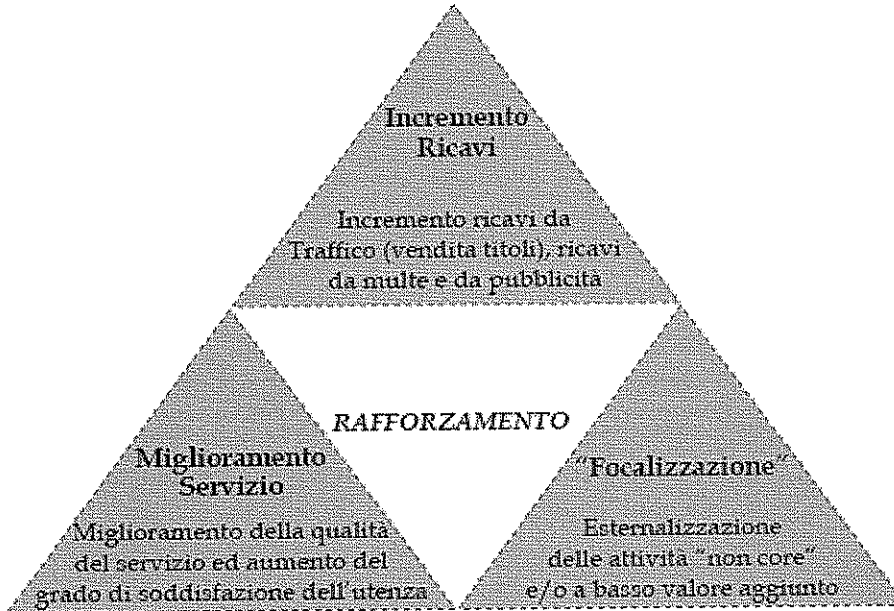 Incremento
Ricavi
Incremento ricavi da
Traffico (vendita titoli), ricavi
da multe e da pubblicità
RAFFORZAMENTO
Miglioramento
Servizio
Miglioramento della qualità
del servizio ed aumento del
grado di soddisfazione dell'utenza
"Focalizzazione"
Esternalizzazione
delle attività "non core"
e/o a basso valore aggiunto